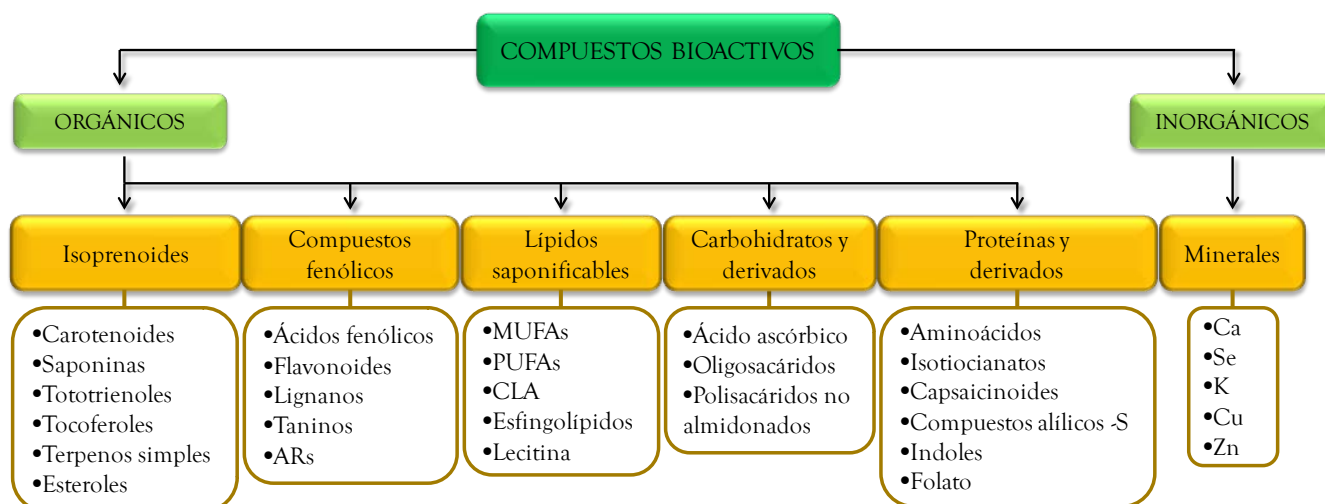 COMPUESTOS BIOACTIVOS
ORGÁNICOS
INORGÁNICOS
Isoprenoides
Compuestos
fenólicos
Lípidos
saponificables
Carbohidratos y
derivados
Proteínas y
derivados
Minerales
•Carotenoides
•Saponinas
•Tototrienoles
•Tocoferoles
•Terpenos simples
•Esteroles
•Ácidos fenólicos
•Flavonoides
•Lignanos
•Taninos
•ARs
•MUFAs
•PUFAs
•CLA
•Esfingolípidos
•Lecitina
•Ácido ascórbico
•Oligosacáridos
•Polisacáridos no
almidonados
•Aminoácidos
•Isotiocianatos
•Capsaicinoides
•Compuestos alílicos -S
•Indoles
•Folato
•Ca
•Se
•K
•Cu
•Zn